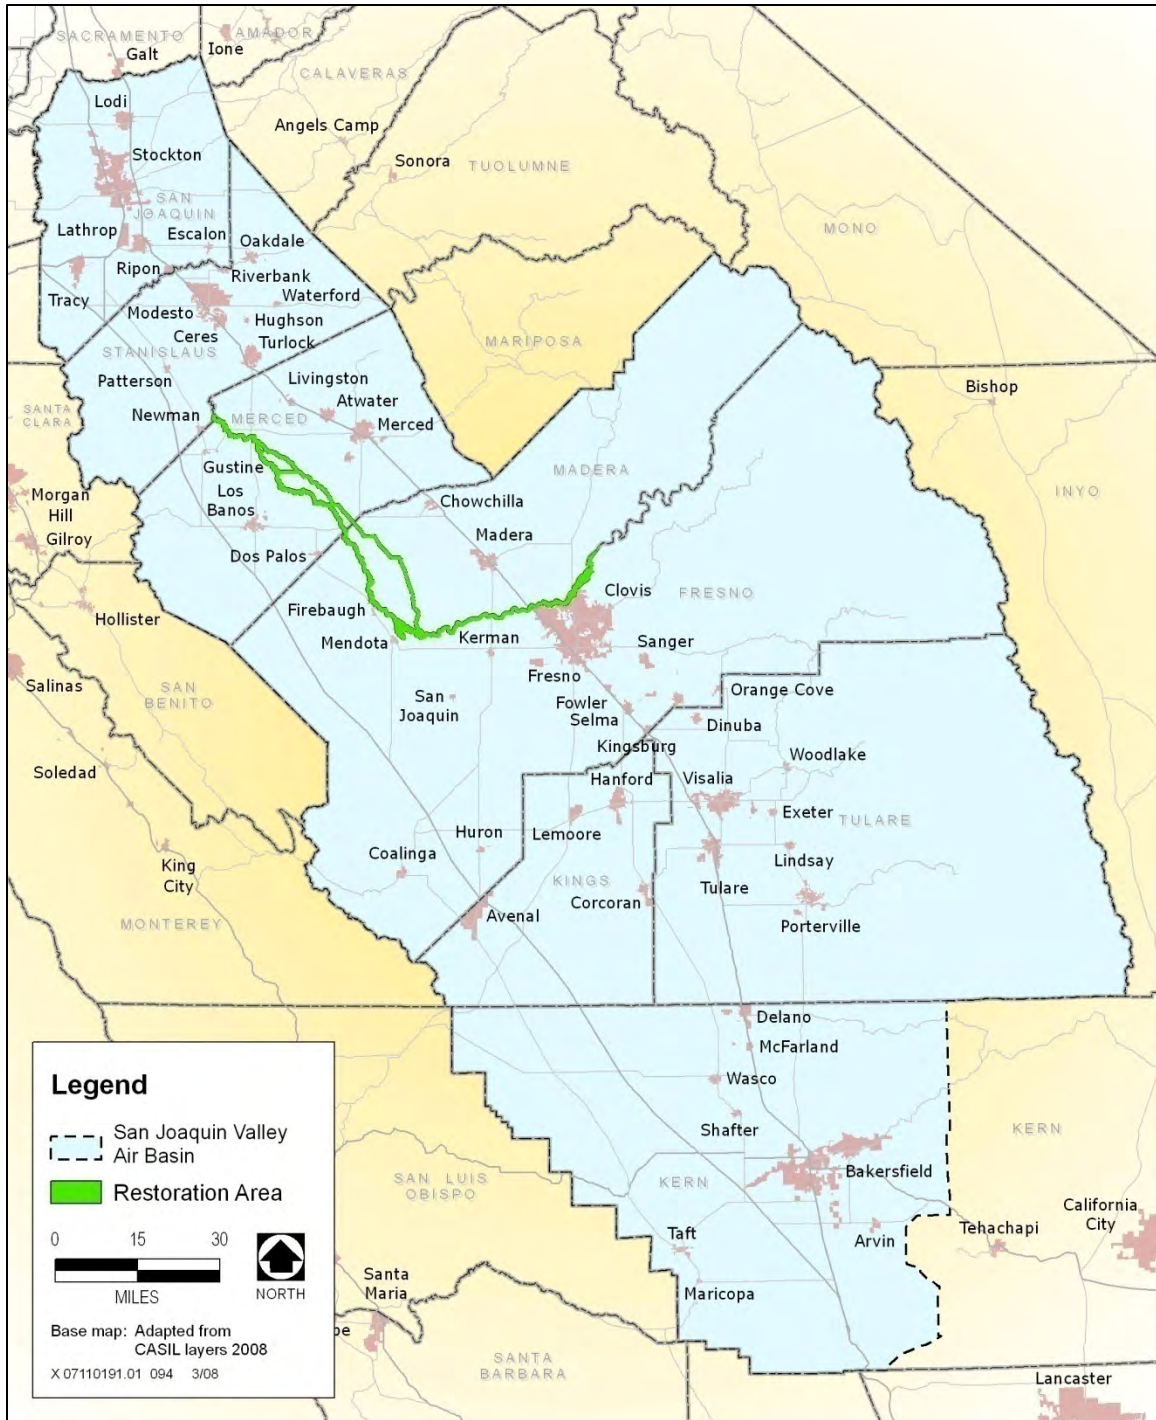 SACRAMENTO
AMADOR
Galt
Ione
CALAVERAS
Lodi
Angels Camp
Stockton
Sonora
TUOLUMNE
SAN
JOAQUIN
MONO
Lathrop
Escalon
Oakdale
Ripon
Riverbank
Tracy
Waterford
Modesto
Hughson
Ceres
Turlock
STANISLAUS
MARIPOSA
Patterson
Livingston
Bishop
Atwater
SANTA
CLARA
Newman
MERCED
Merced
Gustine
MADERA
Los
Banos
INYO
Morgan
Hill
Chowchilla
Gilroy
Madera
Dos Palos
Clovis
FRESNO
Hollister
Firebaugh
Mendota
Kerman
Sanger
Salinas
SAN
BENITO
San
Joaquin
Fresno
Orange Cove
Fowler
Selma
Dinuba
Kingsburg
Woodlake
Soledad
Hanford
Visalia
Exeter
TULARE
Huron
Lemoore
Coalinga
Lindsay
King
City
KINGS
Tulare
Corcoran
MONTEREY
Avenal
Porterville
Delano
McFarland
Wasco
Shafter
KERN
SAN LUIS
OBISPO
KERN
Bakersfield
California
City
Taft
Arvin
Tehachapi
Maricopa
Santa
Maria
be
SANTA
BARBARA
Lancaster
Legend
San Joaquin Valley
Air Basin
Restoration Area
0 15 30
MILES
NORTH
Base map: Adapted from
CASIL layers 2008
X 07110191.01 094 3/08